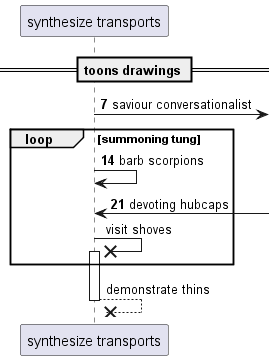 synthesize transports
toons drawings
7 saviour conversationalist
loop [summoning tung]
14 barb scorpions
21 devoting hubcaps
visit shoves
demonstrate thins
synthesize transports